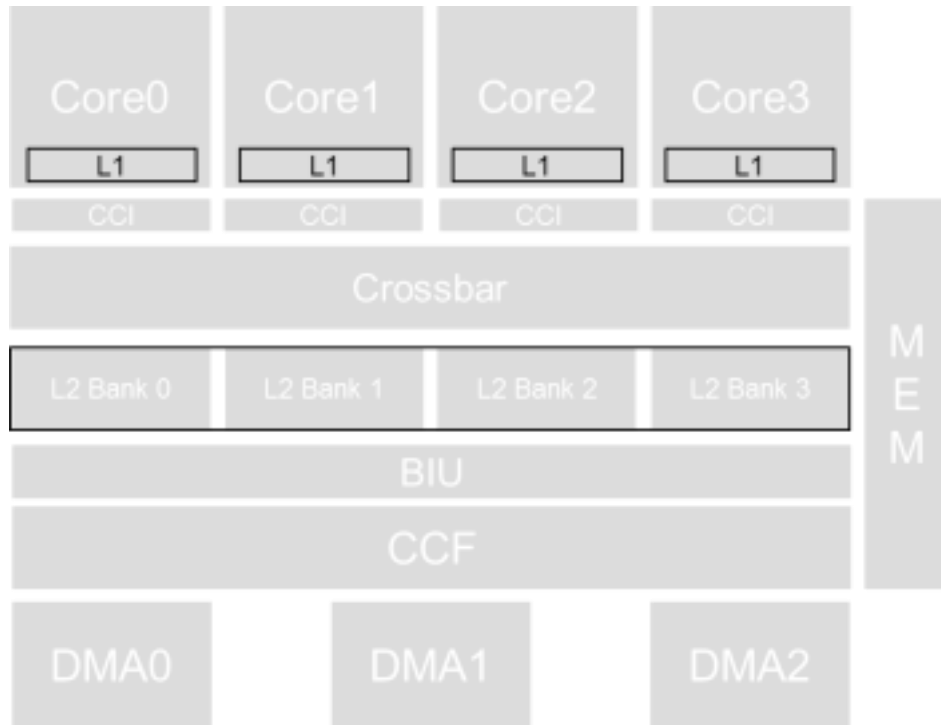 Core0 Core1 Core2 Core3
L1 L1 L1 L1
CCI CCI CCI CCI
Crossbar
L2 Bank 0 L2 Bank 1 L2 Bank 2 L2 Bank 3
BIU
CCF
DMA0 DMA1 DMA2
M
E
M